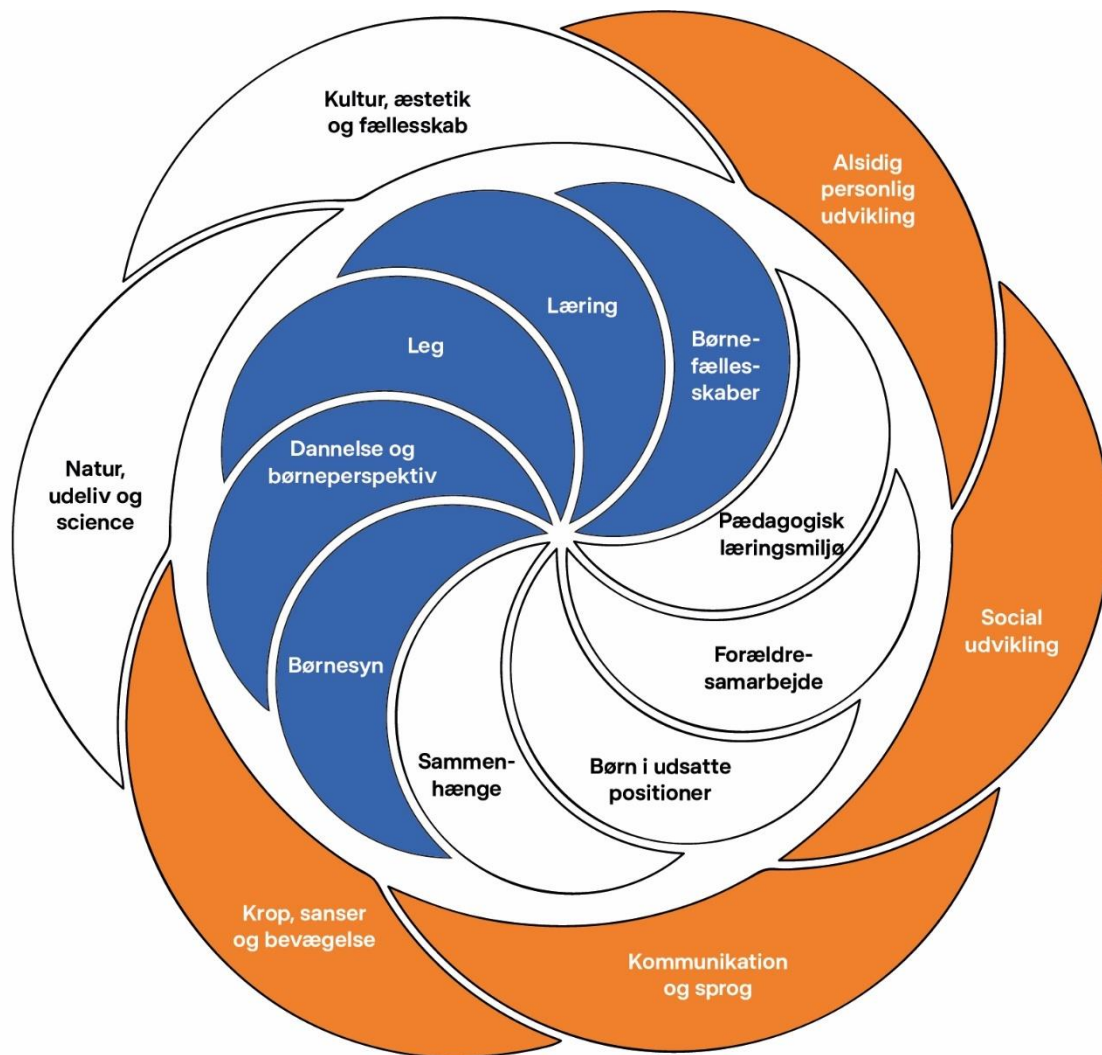 Kultur, æstetik
og fællesskab
Alsidig
personlig
udvikling
Læring
Børne-
fælles-
skaber
Leg
Dannelse og
børneperspektiv
Natur,
udeliv og
science
Pædagogisk
læringsmiljø
Social
udvikling
Forældre-
samarbejde
Børnesyn
Sammen-
hænge
Børn i udsatte
positioner
Krop, sanser
og bevægelse
Kommunikation
og sprog